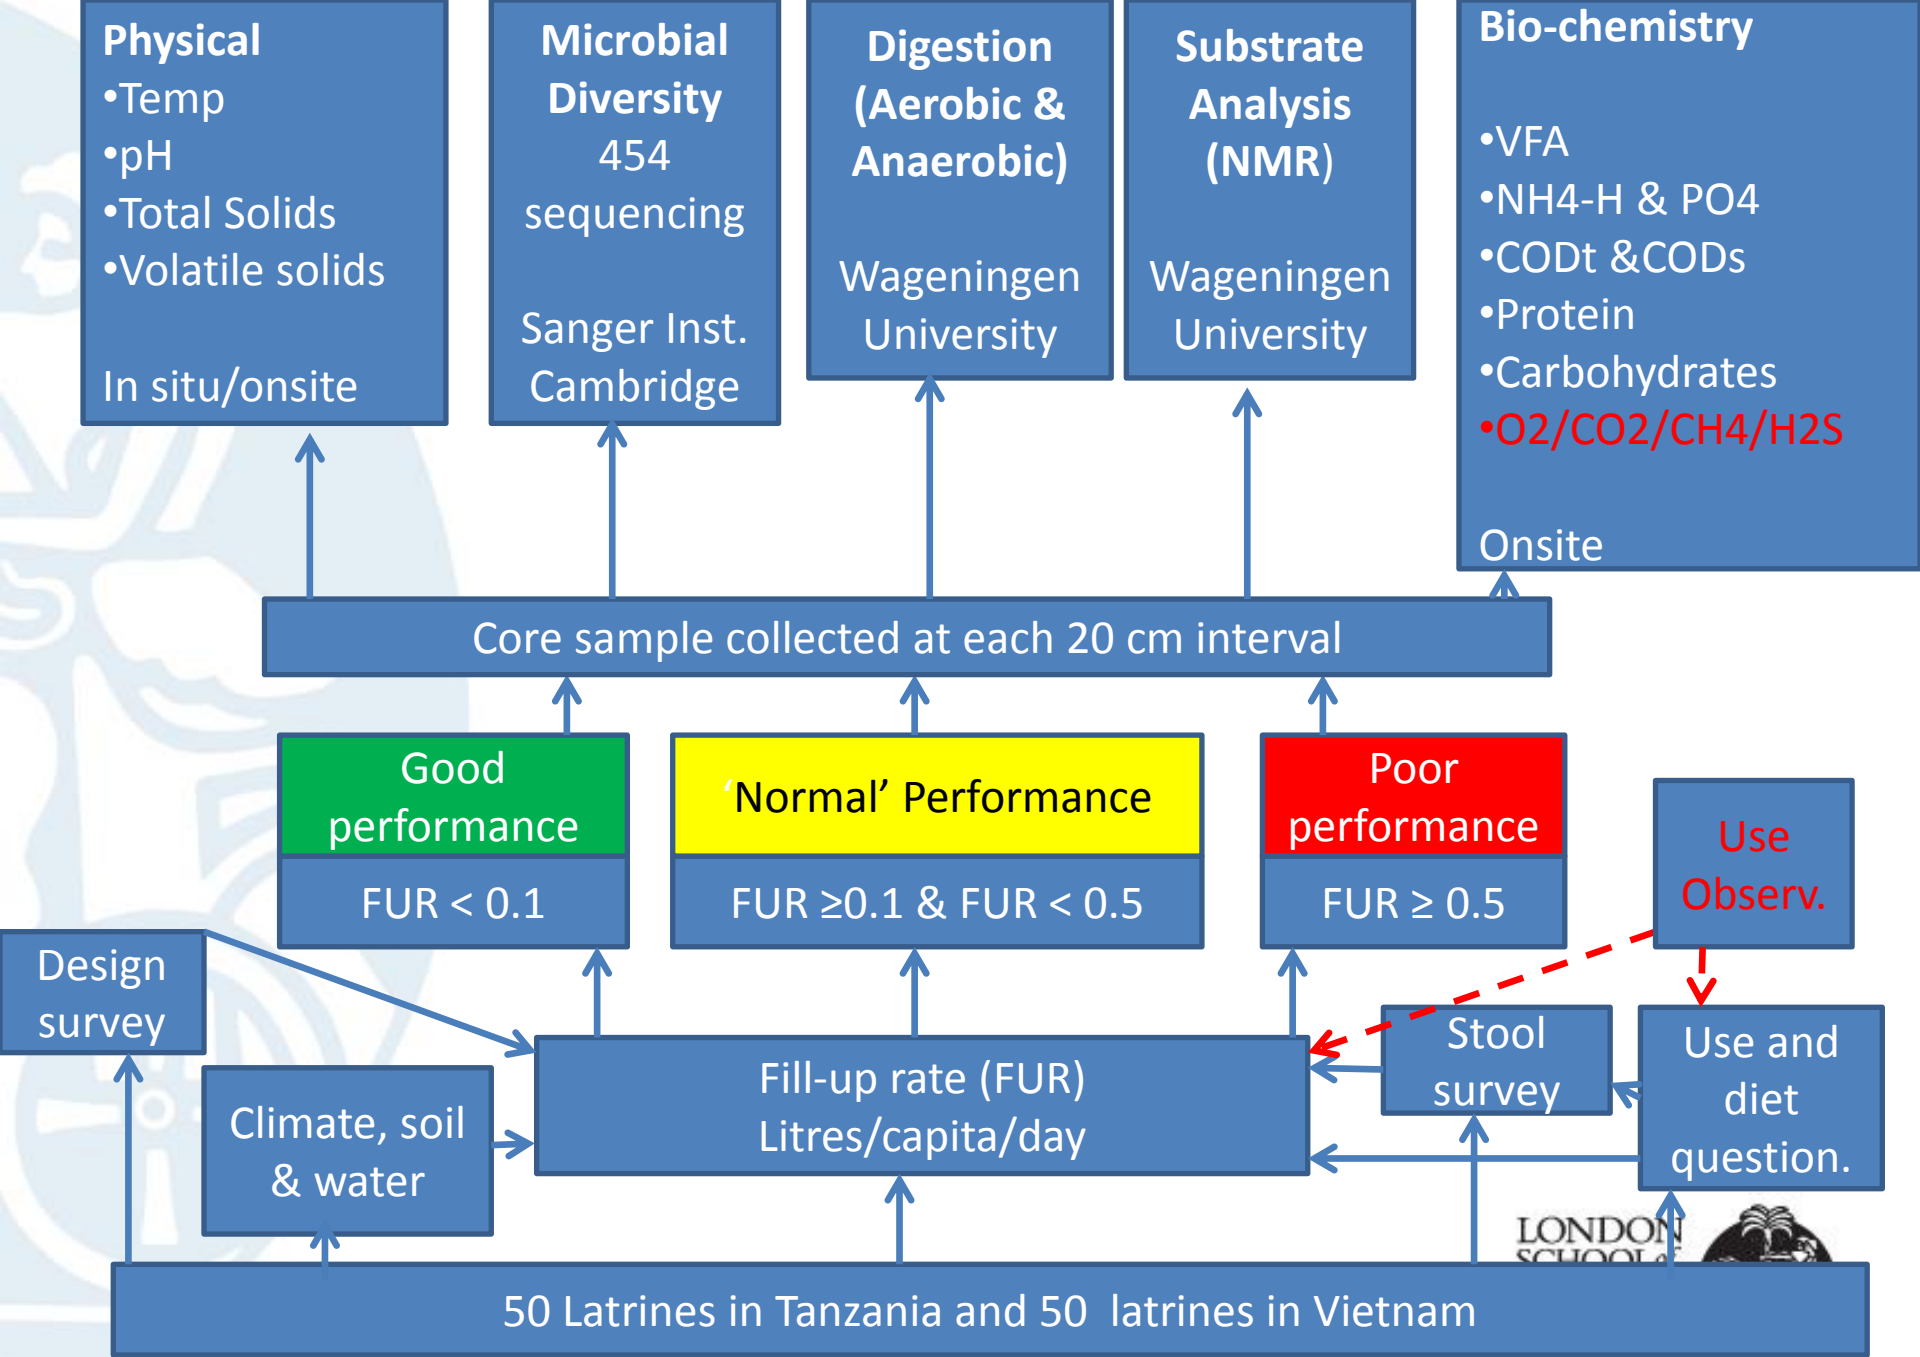 Physical
•Temp
•pH
•Total Solids
•Volatile solids
In situ/onsite
Microbial
Diversity
454
sequencing
Sanger Inst.
Cambridge
Digestion
(Aerobic &
Anaerobic)
Wageningen
University
Substrate
Analysis
(NMR)
Wageningen
University
Bio-chemistry
•VFA
•NH4-H & PO4
•CODt &CODs
•Protein
•Carbohydrates
•O2/CO2/CH4/H2S
Onsite
Core sample collected at each 20 cm interval
Good
performance
FUR < 0.1
‘Normal’ Performance
FUR ≥0.1 & FUR < 0.5
Poor
performance
FUR ≥ 0.5
Use
Observ.
Design
survey
Climate, soil
& water
Fill-up rate (FUR)
Litres/capita/day
Stool
survey
Use and
diet
question.
LONDON
SCHOOL of
50 Latrines in Tanzania and 50 latrines in Vietnam